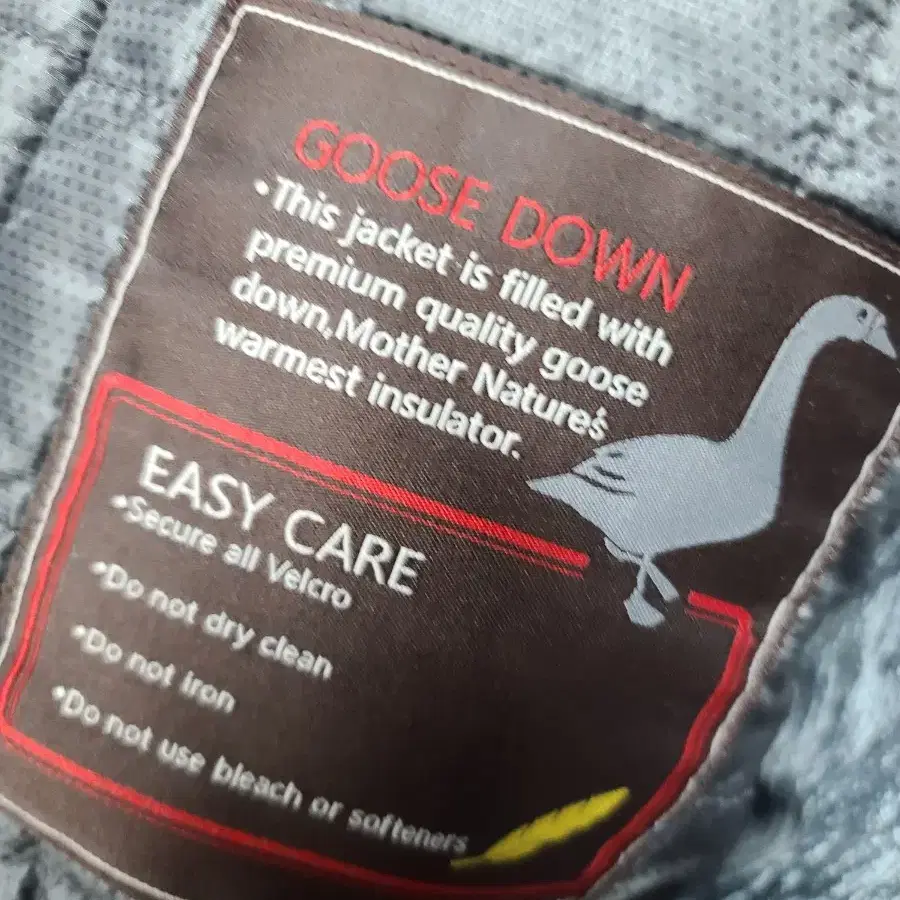 GOOSE DOWN
•This jacket is filled with
premium quality goose
down,Mother Nature's
warmest insulator.
EASY CARE
•Secure all Velcro
•Do not dry clean
•Do not iron
•Do not use bleach or softeners